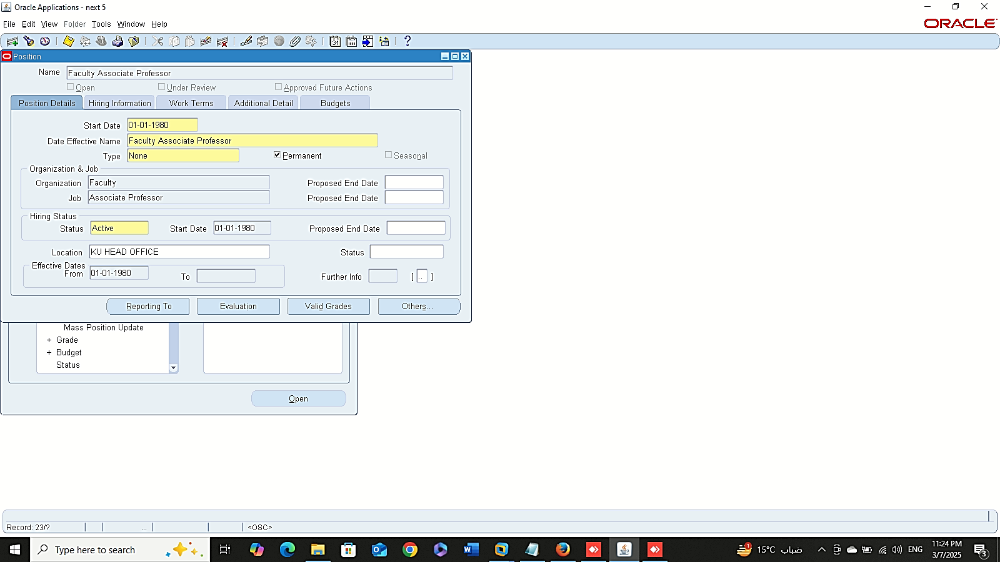 Oracle Applications - next 5
File Edit View Folder Tools Window Help
ORACLE
31
?
Position
Name Faculty Associate Professor
Open Under Review Approved Future Actions
Position Details Hiring Information Work Terms Additional Detail Budgets
Start Date 01-01-1980
Date Effective Name Faculty Associate Professor
Type None Permanent Seasonal
Organization & Job
Organization Faculty Proposed End Date
Job Associate Professor Proposed End Date
Hiring Status
Status Active Start Date 01-01-1980 Proposed End Date
Location KU HEAD OFFICE Status
Effective Dates
From 01-01-1980 To Further Info [ .. ]
Reporting To Evaluation Valid Grades Others...
Mass Position Update
+ Grade
+ Budget
Status
Open
Record: 23/? ... <OSC>
Type here to search 1 15°C ضباب ENG 11:24 PM
3/7/2025 3